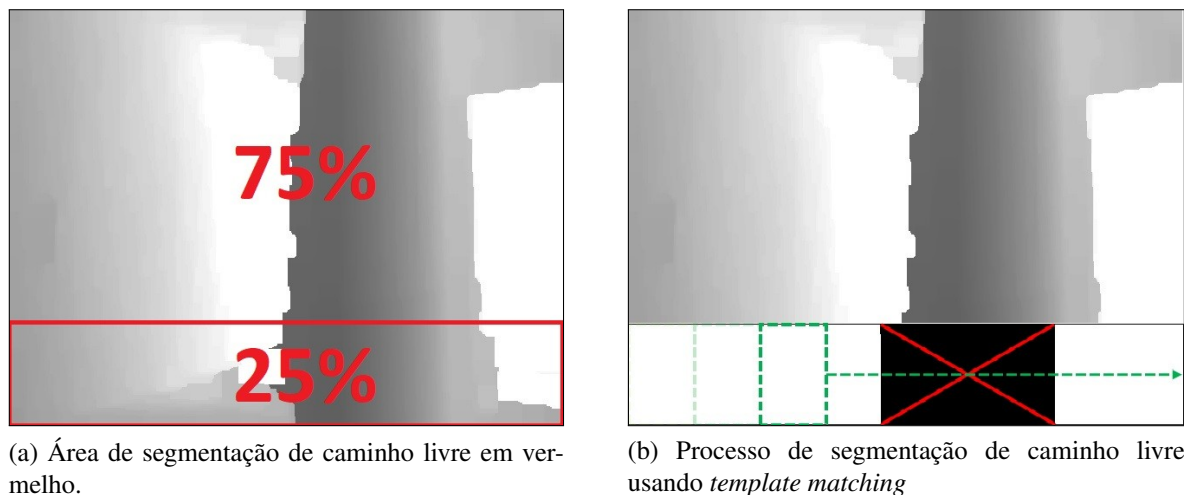 75%
25%
(a) Área de segmentação de caminho livre em ver-
melho.
(b) Processo de segmentação de caminho livre
usando template matching